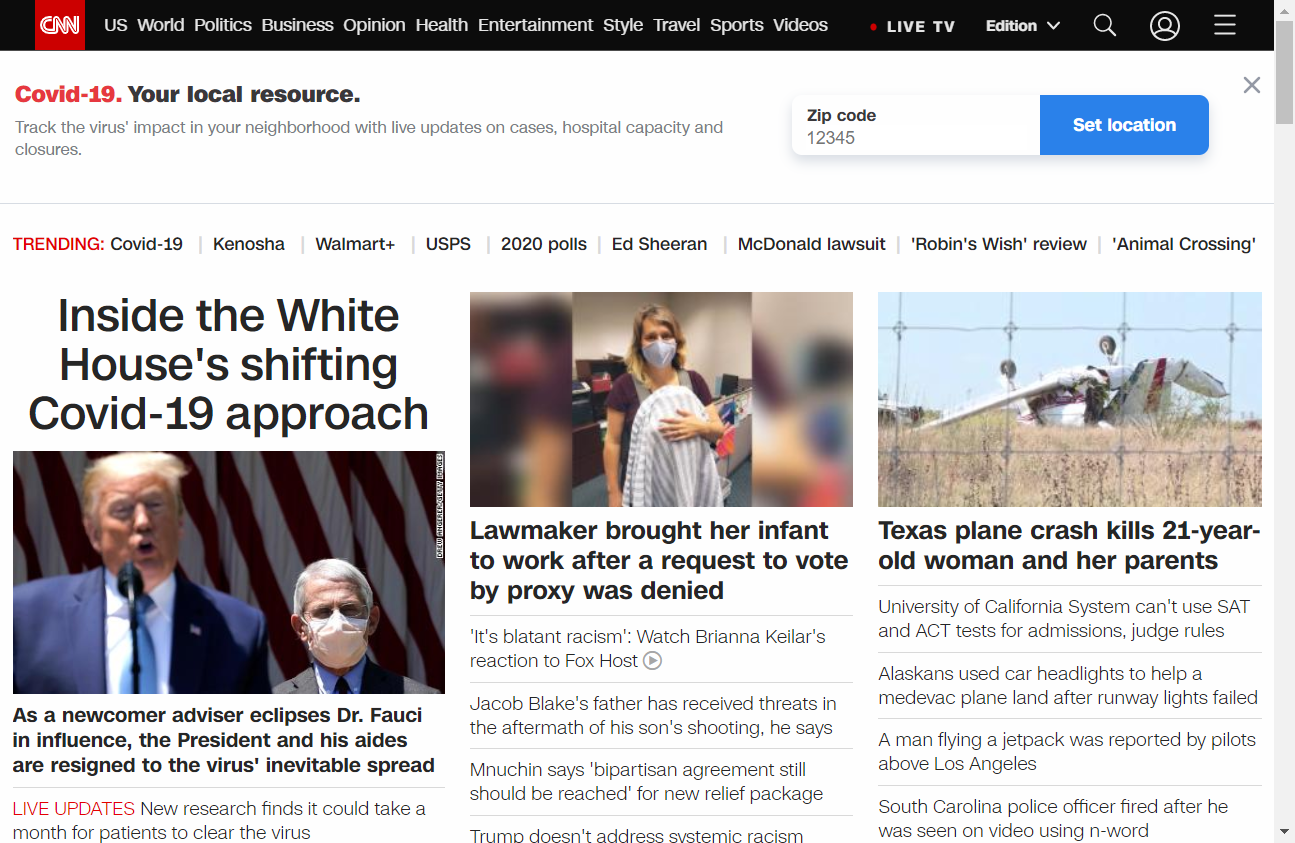 CNN US World Politics Business Opinion Health Entertainment Style Travel Sports Videos LIVE TV Edition
Covid-19. Your local resource.
Track the virus' impact in your neighborhood with live updates on cases, hospital capacity and
closures.
Zip code
12345
Set location
TRENDING: Covid-19 | Kenosha | Walmart+ | USPS | 2020 polls | Ed Sheeran | McDonald lawsuit | 'Robin's Wish' review | 'Animal Crossing'
Inside the White
House's shifting
Covid-19 approach
DREW ANGERER/GETTY IMAGES
As a newcomer adviser eclipses Dr. Fauci
in influence, the President and his aides
are resigned to the virus' inevitable spread
LIVE UPDATES New research finds it could take a
month for patients to clear the virus
Lawmaker brought her infant
to work after a request to vote
by proxy was denied
'It's blatant racism': Watch Brianna Keilar's
reaction to Fox Host
Jacob Blake's father has received threats in
the aftermath of his son's shooting, he says
Mnuchin says 'bipartisan agreement still
should be reached' for new relief package
Trump doesn't address systemic racism
Texas plane crash kills 21-year-
old woman and her parents
University of California System can't use SAT
and ACT tests for admissions, judge rules
Alaskans used car headlights to help a
medevac plane land after runway lights failed
A man flying a jetpack was reported by pilots
above Los Angeles
South Carolina police officer fired after he
was seen on video using n-word